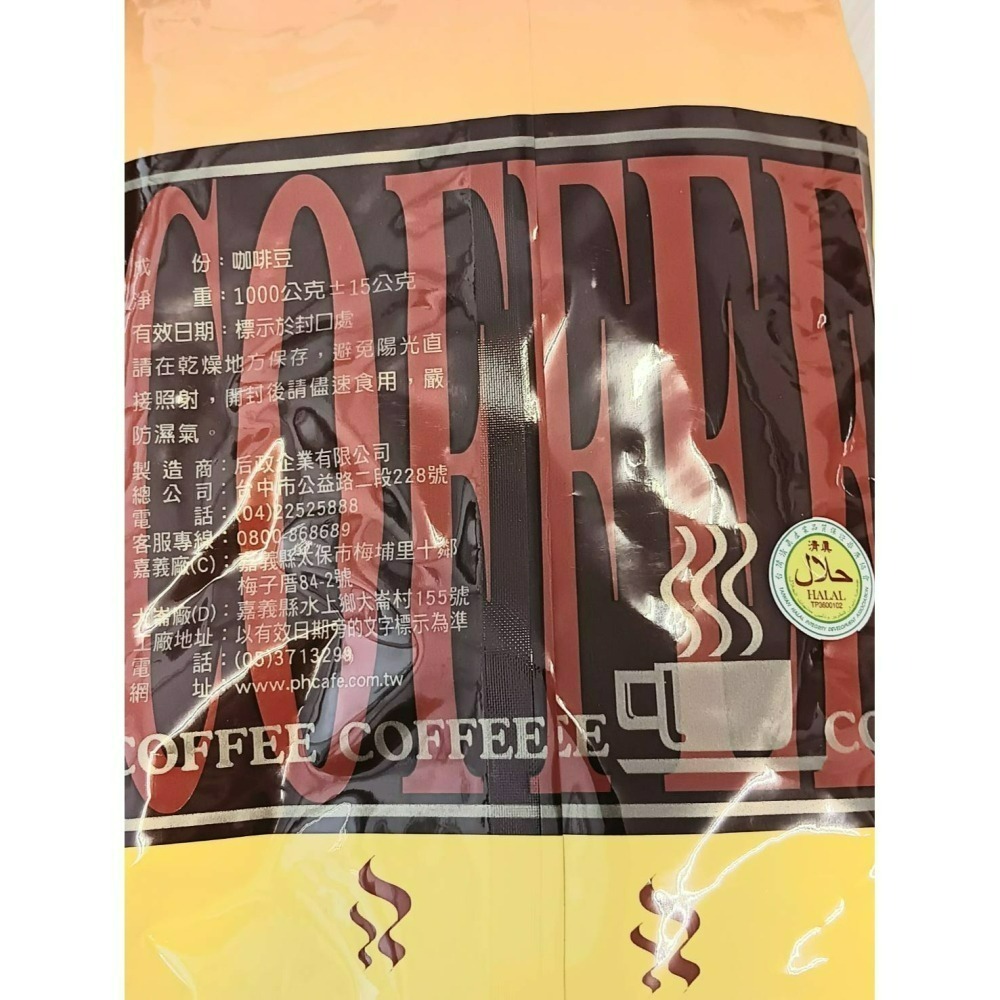 COFFEE
成份：咖啡豆
淨重：1000公克±15公克
有效日期：標示於封口處
請在乾燥地方保存，避免陽光直
接照射，開封後請儘速食用，嚴
防濕氣。
製造商：后政企業有限公司
總公司：台中市公益路二段228號
電話：(04)22525888
客服專線：0800-868689
嘉義廠(C)：嘉義縣太保市梅埔里十鄰
梅子厝84-2號
大崙廠(D)：嘉義縣水上鄉大崙村155號
工廠地址：以有效日期旁的文字標示為準
電話：(05)3713299
網址：www.phcafe.com.tw
清真
حلال
HALAL
TP3600102
COFFEE COFFEEEE CO